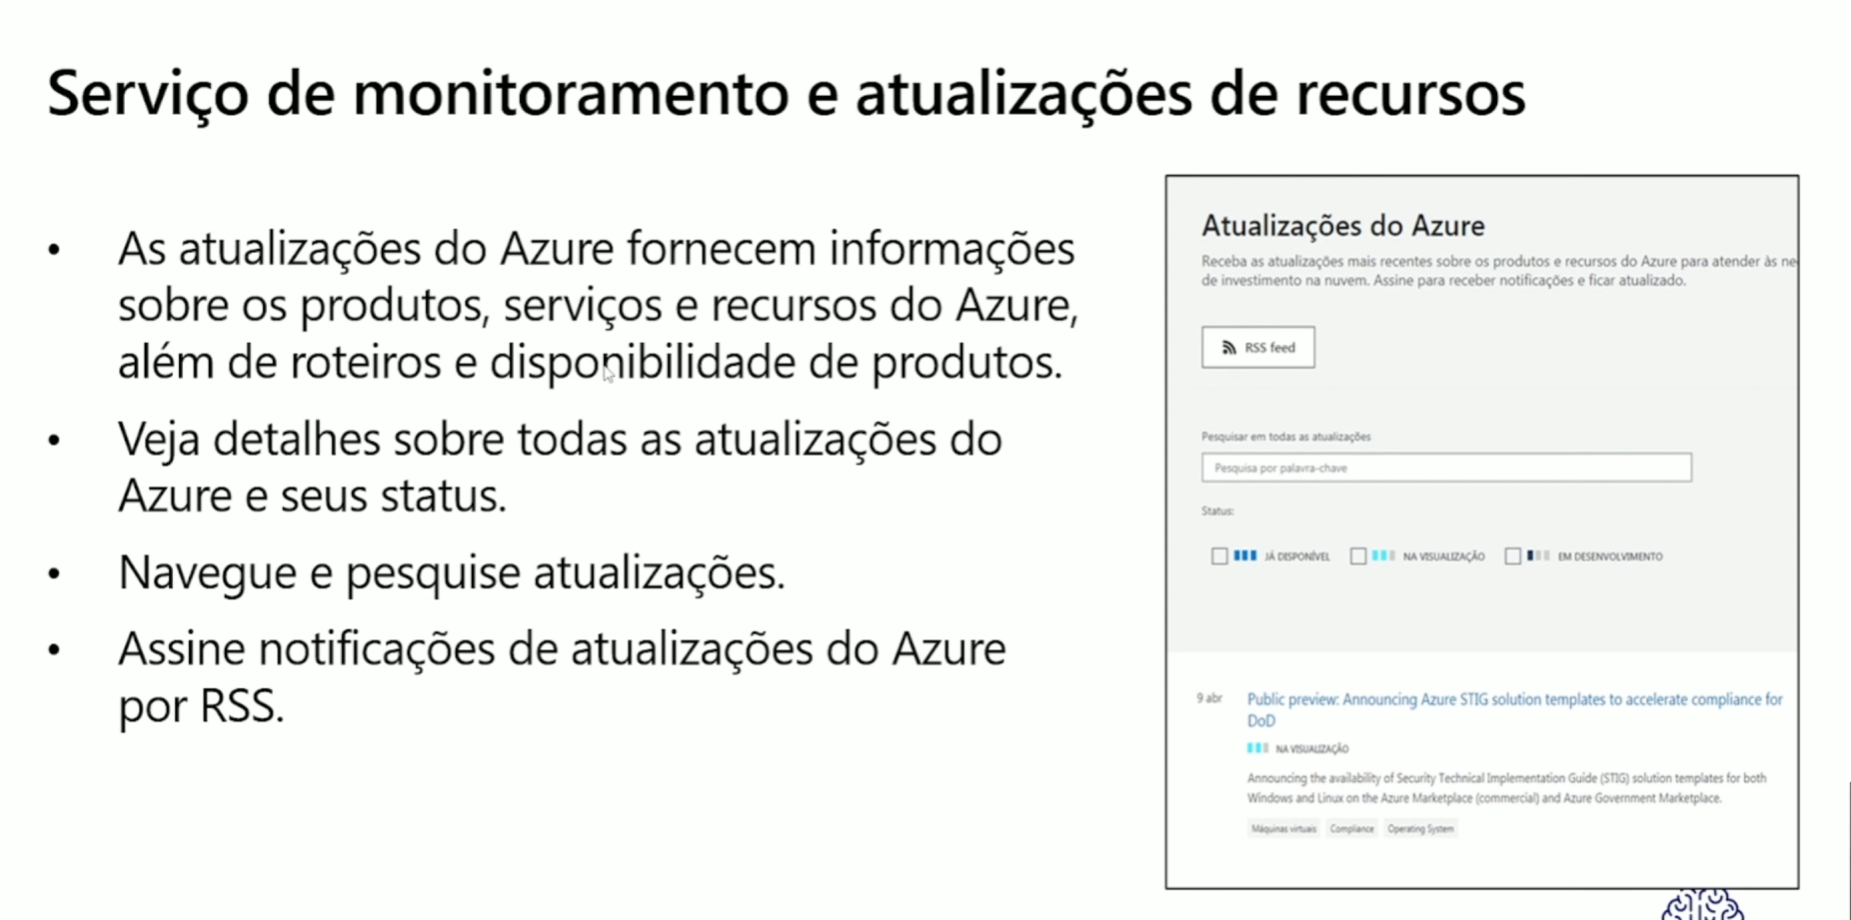 Serviço de monitoramento e atualizações de recursos
• As atualizações do Azure fornecem informações
sobre os produtos, serviços e recursos do Azure,
além de roteiros e disponibilidade de produtos.
• Veja detalhes sobre todas as atualizações do
Azure e seus status.
• Navegue e pesquise atualizações.
• Assine notificações de atualizações do Azure
por RSS.
Atualizações do Azure
Receba as atualizações mais recentes sobre os produtos e recursos do Azure para atender às ne
de investimento na nuvem. Assine para receber notificações e ficar atualizado.
RSS feed
Pesquisar em todas as atualizações
Pesquisa por palavra-chave
Status:
JÁ DISPONÍVEL NA VISUALIZAÇÃO EM DESENVOLVIMENTO
9 abr Public preview: Announcing Azure STIG solution templates to accelerate compliance for
DoD
NA VISUALIZAÇÃO
Announcing the availability of Security Technical Implementation Guide (STIG) solution templates for both
Windows and Linux on the Azure Marketplace (commercial) and Azure Government Marketplace.
Máquinas virtuais Compliance Operating System